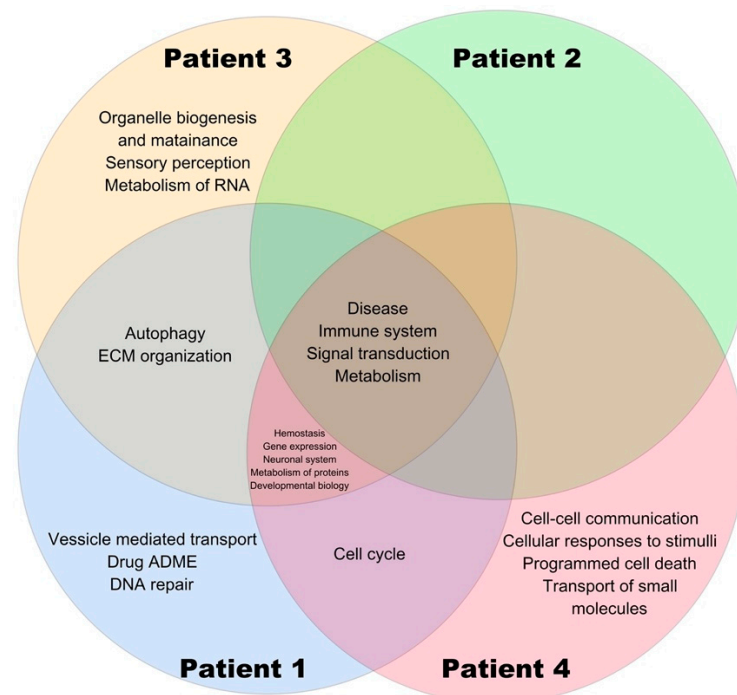 Patient 3
Patient 2
Organelle biogenesis
and matainance
Sensory perception
Metabolism of RNA
Autophagy
ECM organization
Disease
Immune system
Signal transduction
Metabolism
Hemostasis
Gene expression
Neuronal system
Metabolism of proteins
Developmental biology
Vessicle mediated transport
Drug ADME
DNA repair
Cell cycle
Cell-cell communication
Cellular responses to stimulli
Programmed cell death
Transport of small
molecules
Patient 1
Patient 4